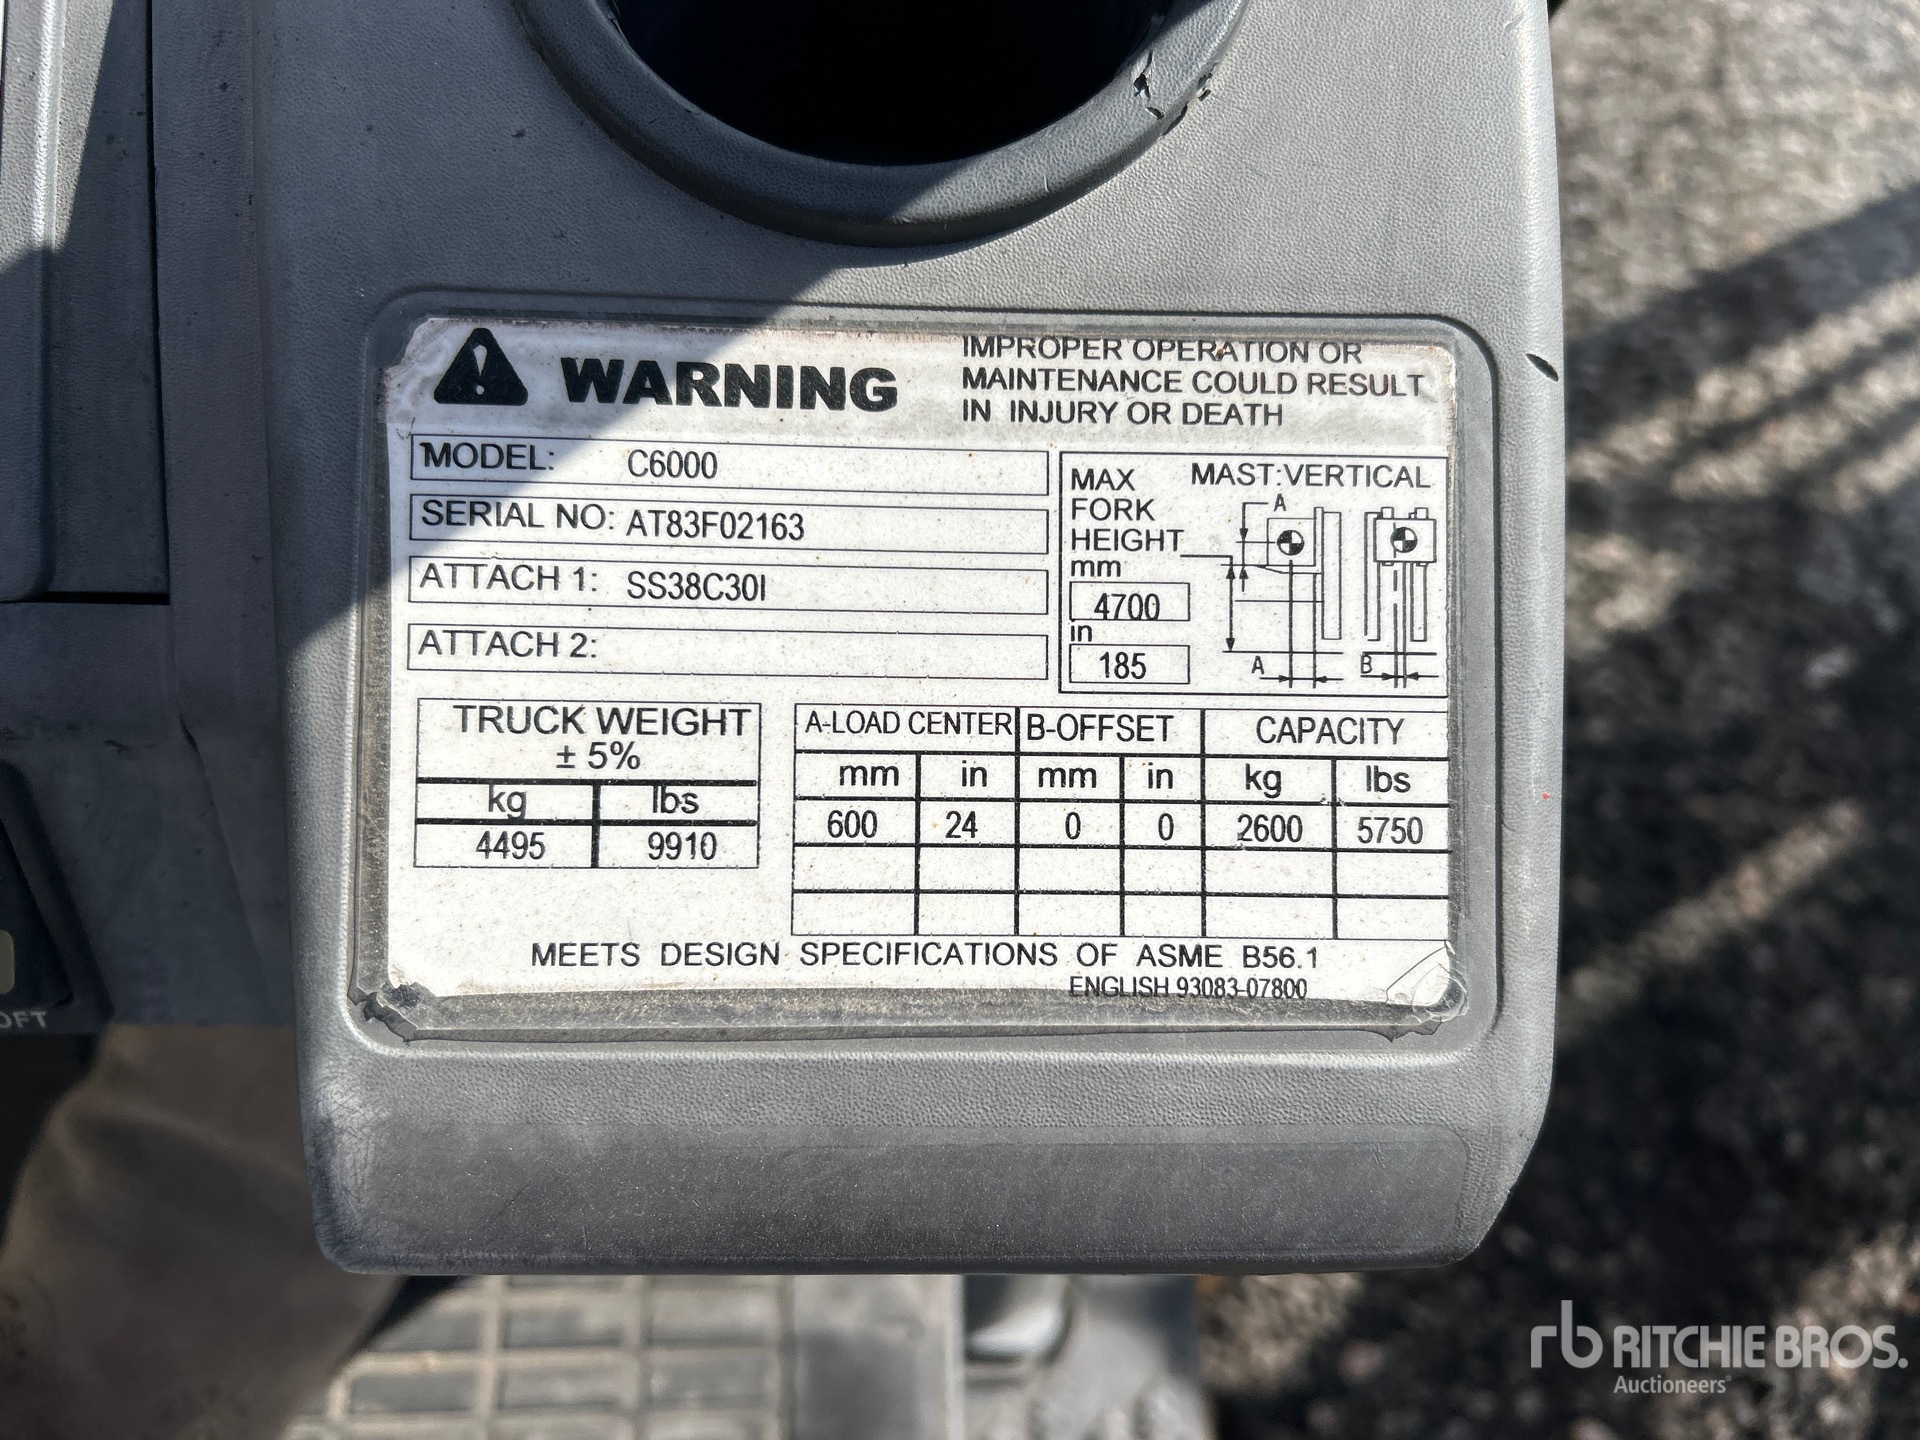 WARNING
IMPROPER OPERATION OR
MAINTENANCE COULD RESULT
IN INJURY OR DEATH
MODEL: C6000
SERIAL NO: AT83F02163
ATTACH 1: SS38C30I
ATTACH 2:
MAX
FORK
HEIGHT
mm
4700
in
185
MAST:VERTICAL
A
A
B
TRUCK WEIGHT
± 5%
kg lbs
4495 9910
A-LOAD CENTER B-OFFSET CAPACITY
mm in mm in kg lbs
600 24 0 0 2600 5750
MEETS DESIGN SPECIFICATIONS OF ASME B56.1
ENGLISH 93083-07800
rb RITCHIE BROS.
Auctioneers